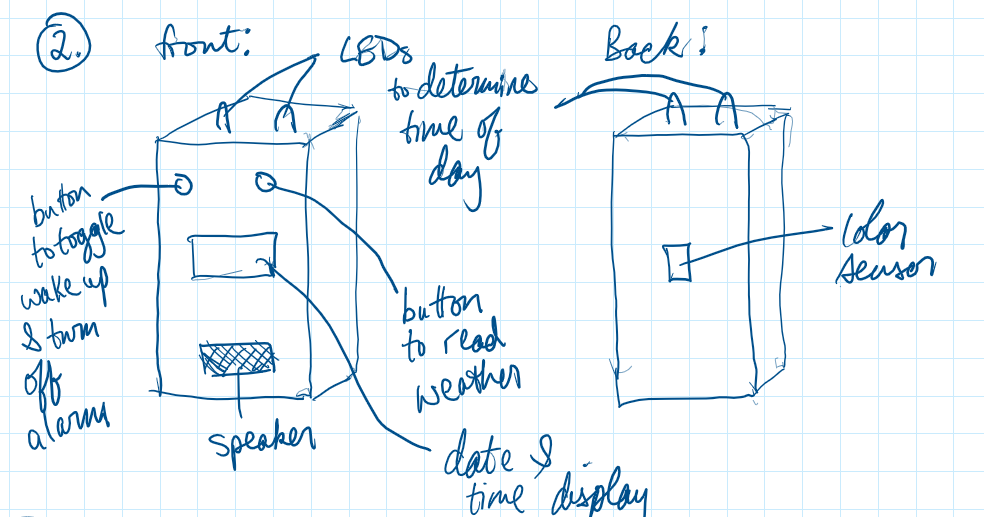 2.
front:
LEDs
to determines
time of
day
Back:
button
to toggle
wake up
& turn
off
alarm
button
to read
weather
speaker
date &
time display
color
sensor